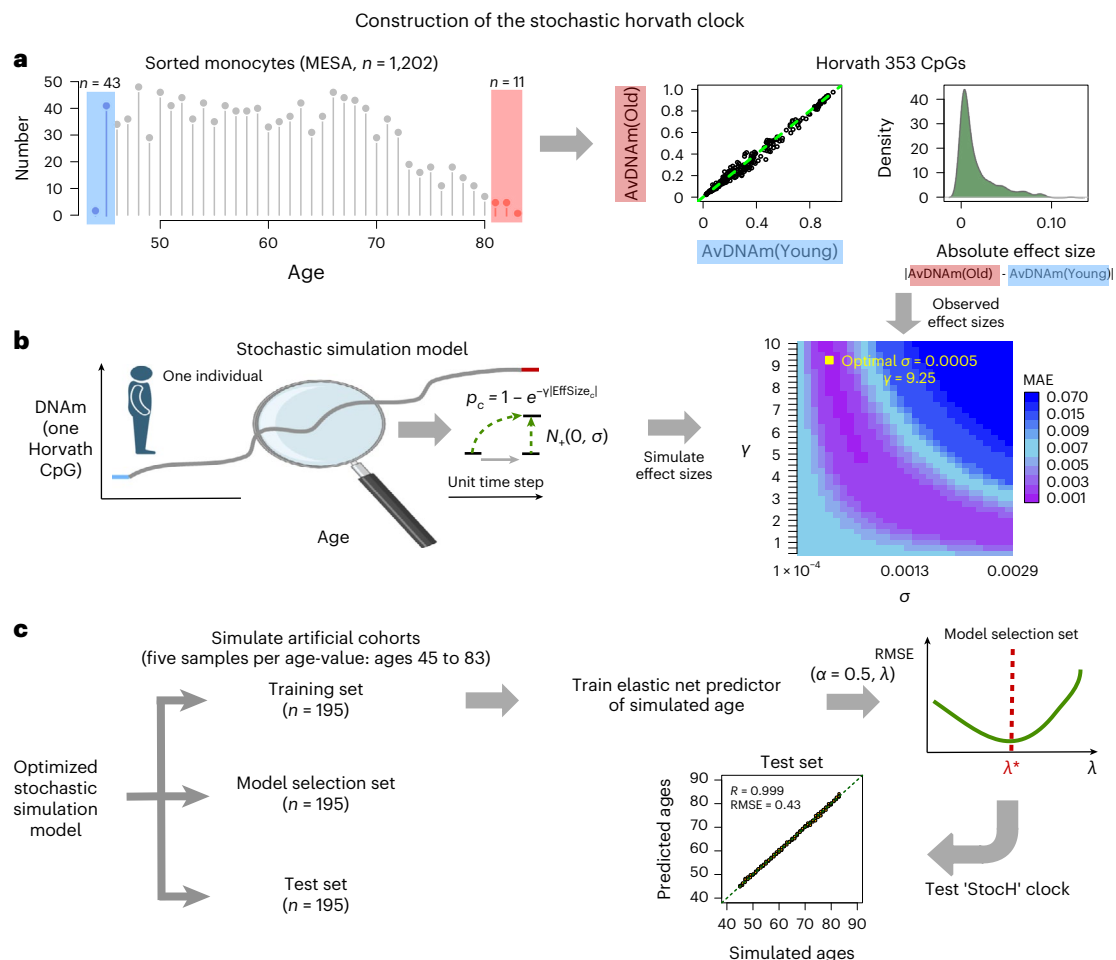 Construction of the stochastic horvath clock
a
Sorted monocytes (MESA, n = 1,202)
n = 43
n = 11
Number
50
40
30
20
10
0
50
60
70
80
Age
Horvath 353 CpGs
AvDNAm(Old)
1.0
0.8
0.6
0.4
0.2
0
0
0.4
0.8
AvDNAm(Young)
Density
40
30
20
10
0
0
0.10
Absolute effect size
|AvDNAm(Old) - AvDNAm(Young)|
Observed
effect sizes
b
Stochastic simulation model
One individual
DNAm
(one
Horvath
CpG)
Age
p_c = 1 – e^{–γ|EffSize_c|}
N₊(0, σ)
Unit time step
Simulate
effect sizes
γ
10
9
8
7
6
5
4
3
2
1
Optimal σ = 0.0005
γ = 9.25
1 × 10⁻⁴
0.0013
0.0029
σ
MAE
0.070
0.015
0.009
0.007
0.005
0.003
0.001
c
Simulate artificial cohorts
(five samples per age-value: ages 45 to 83)
Optimized
stochastic
simulation
model
Training set
(n = 195)
Model selection set
(n = 195)
Test set
(n = 195)
Train elastic net predictor
of simulated age
(α = 0.5, λ)
Model selection set
RMSE
λ*
λ
Test 'StocH' clock
Test set
R = 0.999
RMSE = 0.43
Predicted ages
90
80
70
60
50
40
40
50
60
70
80
90
Simulated ages